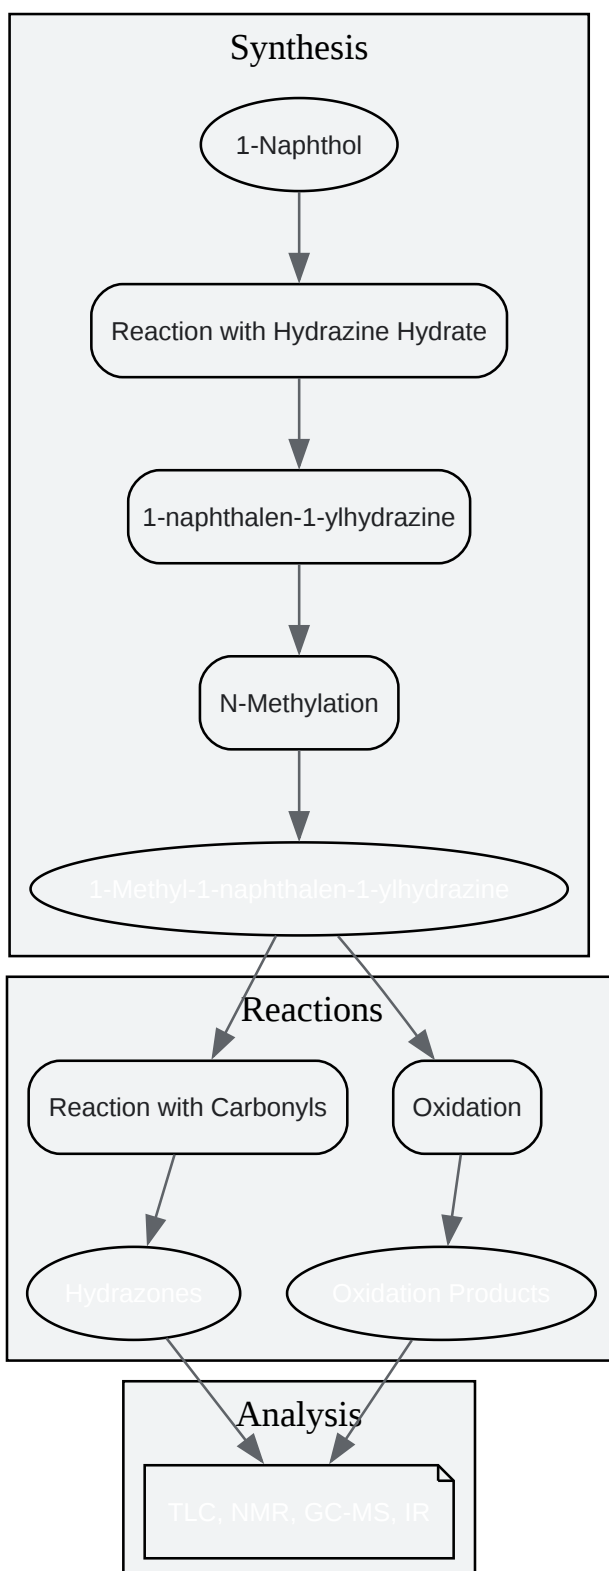 Synthesis
1-Naphthol
Reaction with Hydrazine Hydrate
1-naphthalen-1-ylhydrazine
N-Methylation
1-Methyl-1-naphthalen-1-ylhydrazine
Reactions
Reaction with Carbonyls
Oxidation
Hydrazones
Oxidation Products
Analysis
TLC, NMR, GC-MS, IR